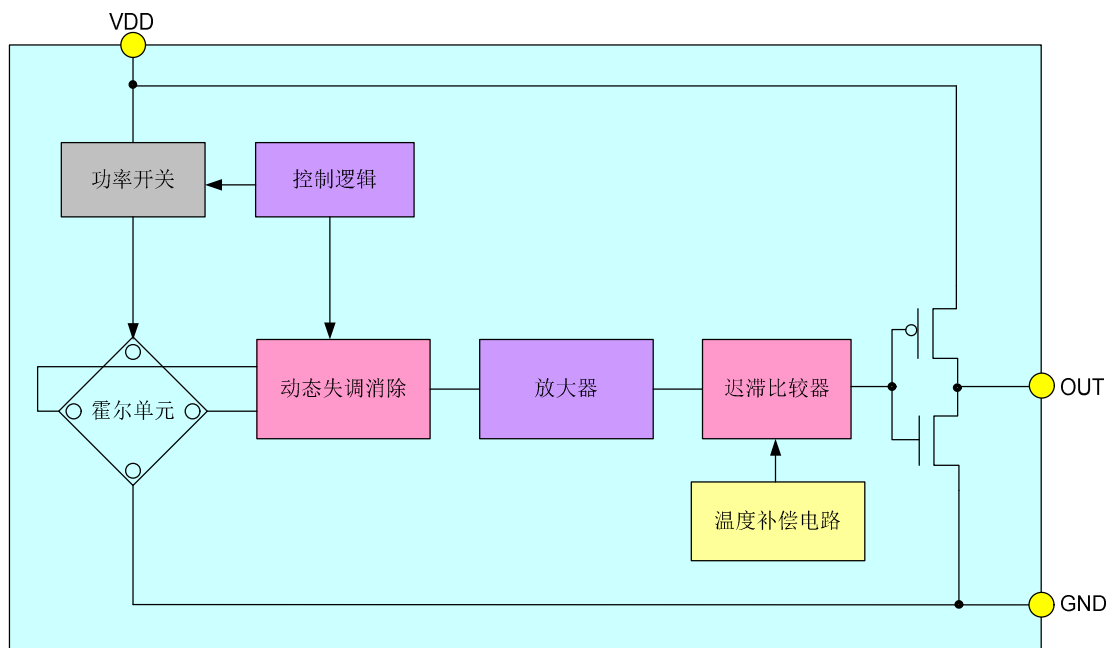 VDD
功率开关
控制逻辑
霍尔单元
动态失调消除
放大器
迟滞比较器
OUT
温度补偿电路
GND